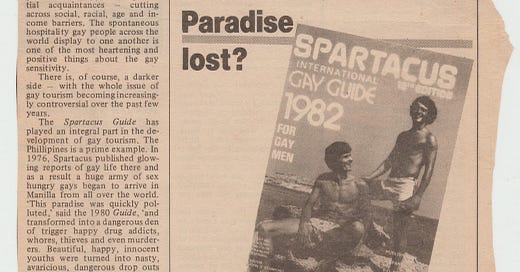 tial acquaintances — cutting
across social, racial, age and in-
come barriers. The spontaneous
hospitality gay people across the
world display to one another is
one of the most heartening and
positive things about the gay
sensitivity.
There is, of course, a darker
side — with the whole issue of
gay tourism becoming increasing-
ly controversial over the past few
years.
The Spartacus Guide has
played an integral part in the de-
velopment of gay tourism. The
Phillipines is a prime example. In
1976, Spartacus published glow-
ing reports of gay life there and
as a result a huge army of sex
hungry gays began to arrive in
Manilla from all over the world.
'This paradise was quickly pol-
luted,' said the 1980 Guide, 'and
transformed into a dangerous den
of trigger happy drug addicts,
whores, thieves and even murder-
ers. Beautiful, happy, innocent
youths were turned into nasty,
avaricious, dangerous drop outs
Paradise
lost?
SPARTACUS
INTERNATIONAL
GAY GUIDE
EDITION
1982
FOR
GAY
MEN